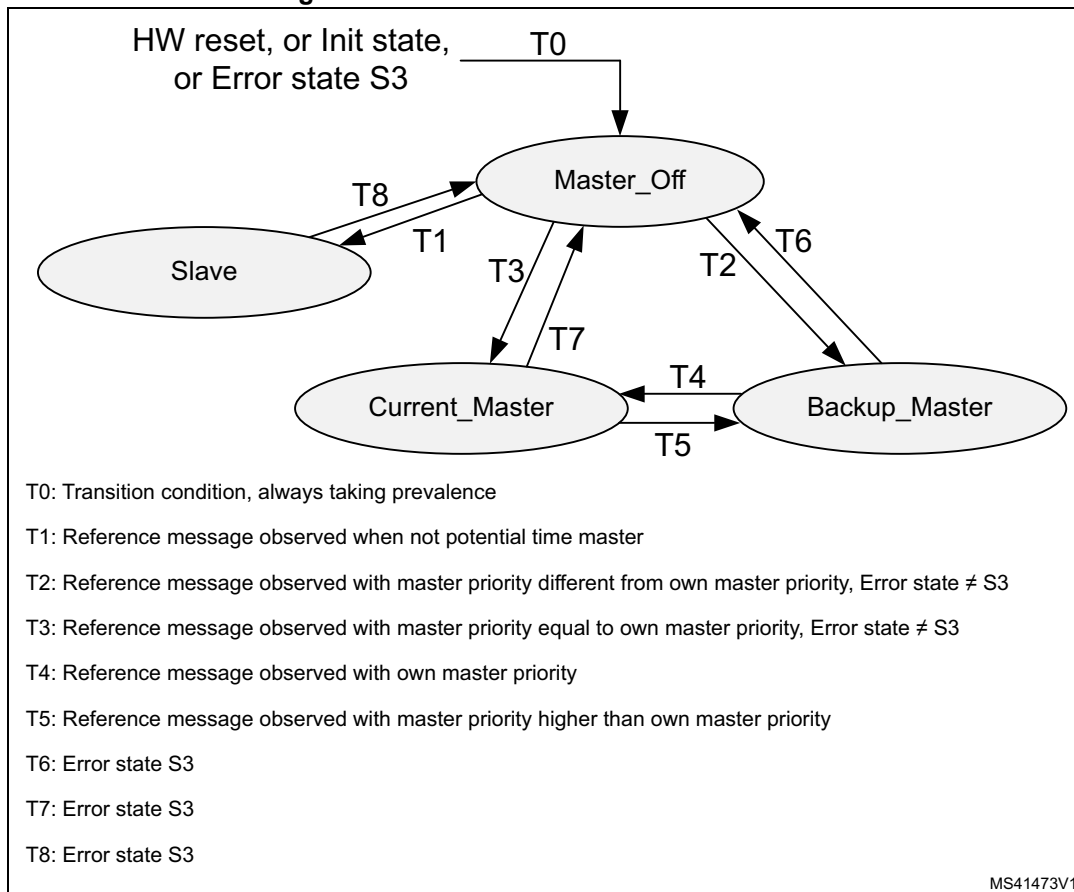 HW reset, or Init state,
or Error state S3
T0
Master_Off
T8
T1
Slave
T3
T7
T2
T6
Current_Master
T4
T5
Backup_Master
T0: Transition condition, always taking prevalence
T1: Reference message observed when not potential time master
T2: Reference message observed with master priority different from own master priority, Error state ≠ S3
T3: Reference message observed with master priority equal to own master priority, Error state ≠ S3
T4: Reference message observed with own master priority
T5: Reference message observed with master priority higher than own master priority
T6: Error state S3
T7: Error state S3
T8: Error state S3
MS41473V1